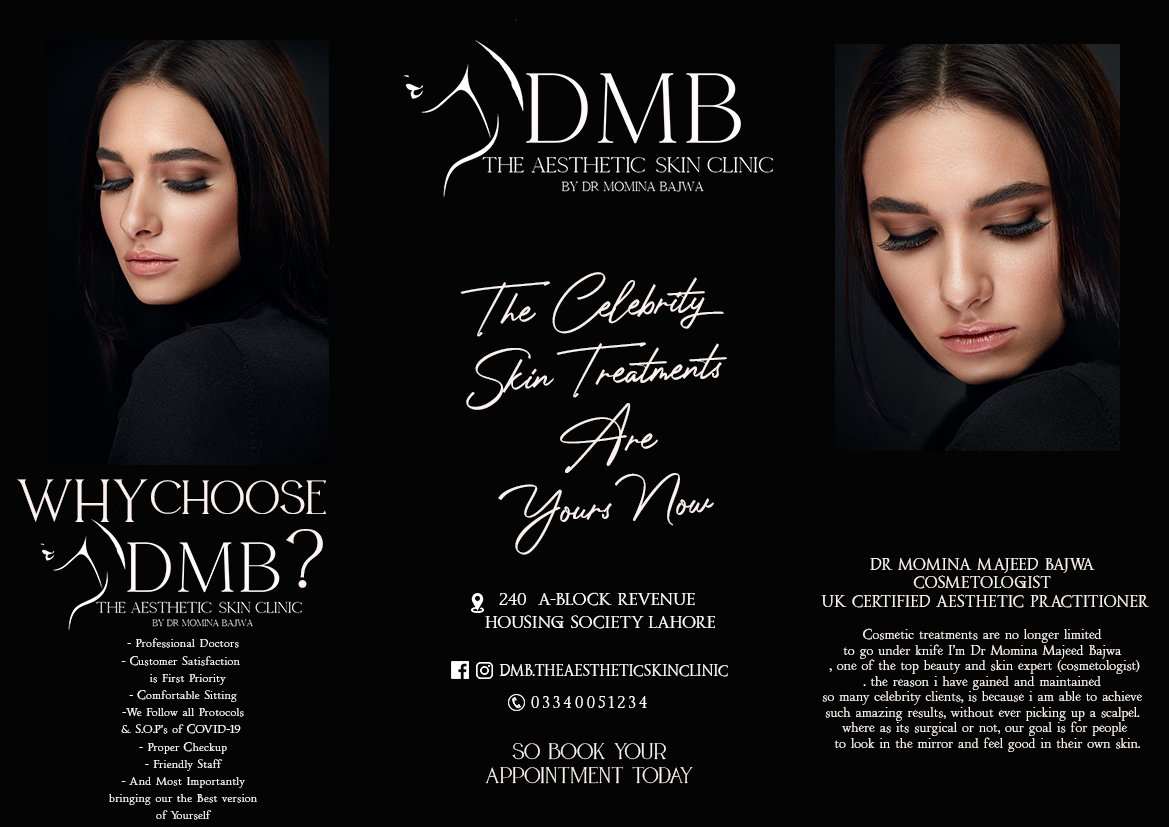 WHY CHOOSE
DMB?
THE AESTHETIC SKIN CLINIC
BY DR MOMINA BAJWA
- Professional Doctors
- Customer Satisfaction
is First Priority
- Comfortable Sitting
-We Follow all Protocols
& S.O.P's of COVID-19
- Proper Checkup
- Friendly Staff
- And Most Importantly
bringing our the Best version
of Yourself
DMB
THE AESTHETIC SKIN CLINIC
BY DR MOMINA BAJWA
The Celebrity
Skin Treatments
Are
Yours Now
240 A-BLOCK REVENUE
HOUSING SOCIETY LAHORE
DMB.THEAESTHETICSKINCLINIC
03340051234
SO BOOK YOUR
APPOINTMENT TODAY
DR MOMINA MAJEED BAJWA
COSMETOLOGIST
UK CERTIFIED AESTHETIC PRACTITIONER
Cosmetic treatments are no longer limited
to go under knife I'm Dr Momina Majeed Bajwa
, one of the top beauty and skin expert (cosmetologist)
. the reason i have gained and maintained
so many celebrity clients, is because i am able to achieve
such amazing results, without ever picking up a scalpel.
where as its surgical or not, our goal is for people
to look in the mirror and feel good in their own skin.